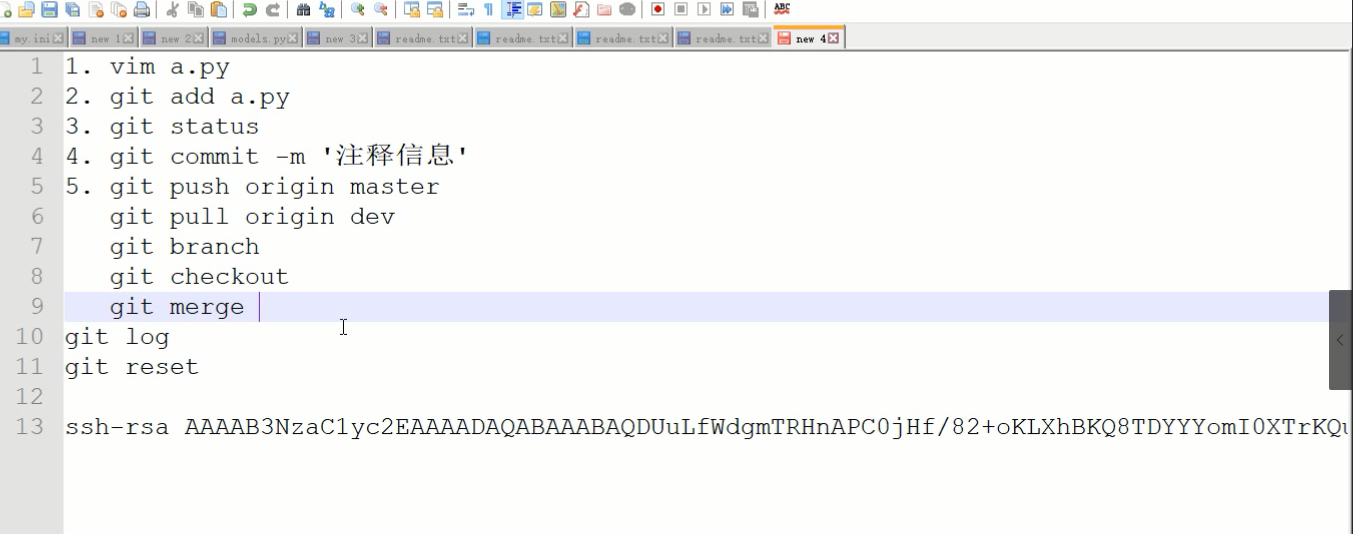 my.ini new 1 new 2 models.py new 3 readme.txt readme.txt readme.txt readme.txt new 4
1 1. vim a.py
2 2. git add a.py
3 3. git status
4 4. git commit -m '注释信息'
5 5. git push origin master
6 git pull origin dev
7 git branch
8 git checkout
9 git merge
10 git log
11 git reset
12
13 ssh-rsa AAAAB3NzaC1yc2EAAAADAQABAAABAQDUuLfWdgmTRHnAPC0jHf/82+oKLXhBKQ8TDYYYomI0XTrKQu